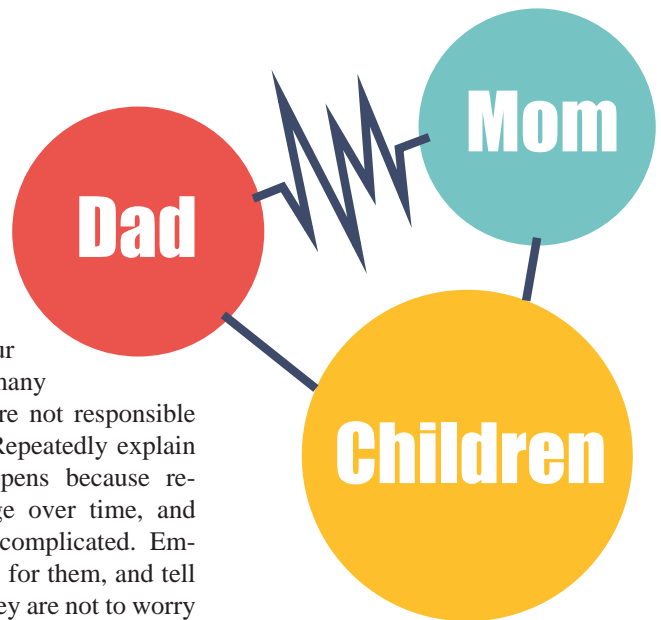 Mom
Dad
Children
ur
many
re not responsible
Repeatedly explain
pens because re-
ge over time, and
complicated. Em-
for them, and tell
ey are not to worry